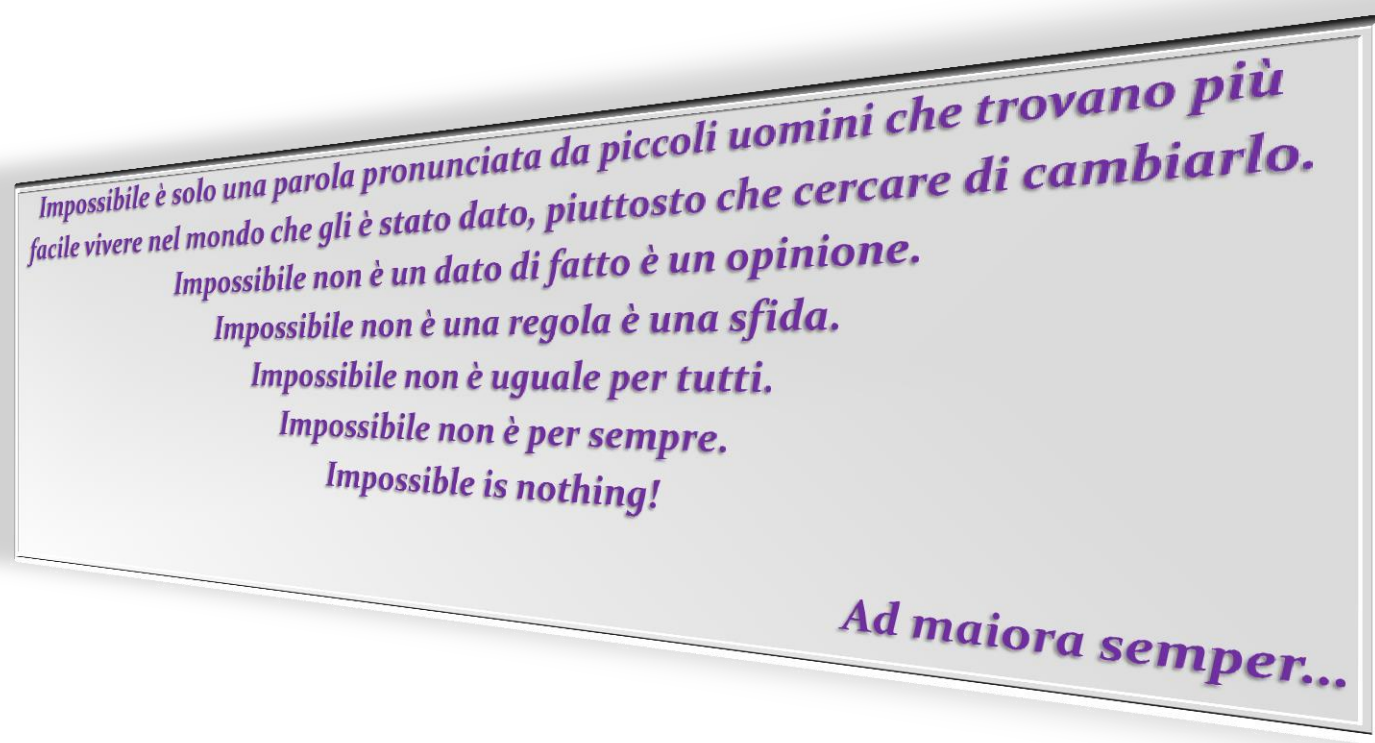 Impossibile è solo una parola pronunciata da piccoli uomini che trovano più
facile vivere nel mondo che gli è stato dato, piuttosto che cercare di cambiarlo.
Impossibile non è un dato di fatto è un opinione.
Impossibile non è una regola è una sfida.
Impossibile non è uguale per tutti.
Impossibile non è per sempre.
Impossible is nothing!
Ad maiora semper...